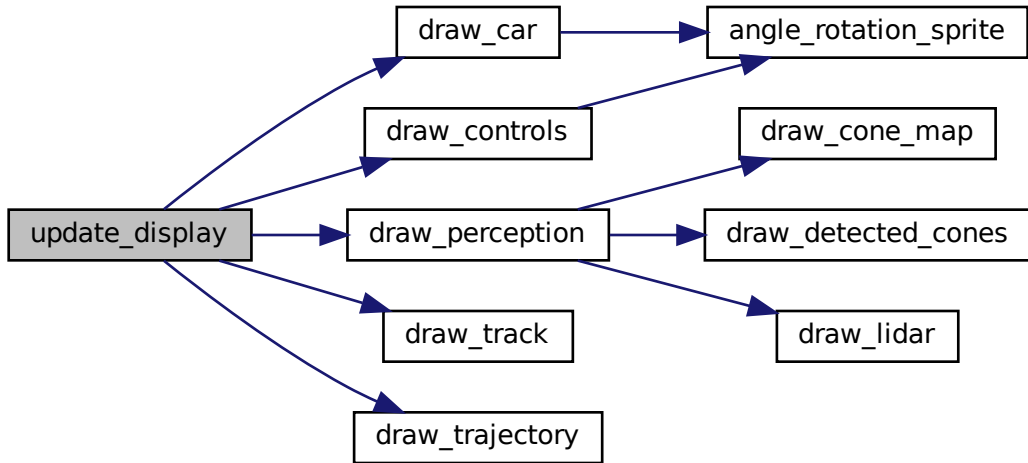 draw_car
angle_rotation_sprite
draw_controls
draw_cone_map
update_display
draw_perception
draw_detected_cones
draw_track
draw_lidar
draw_trajectory